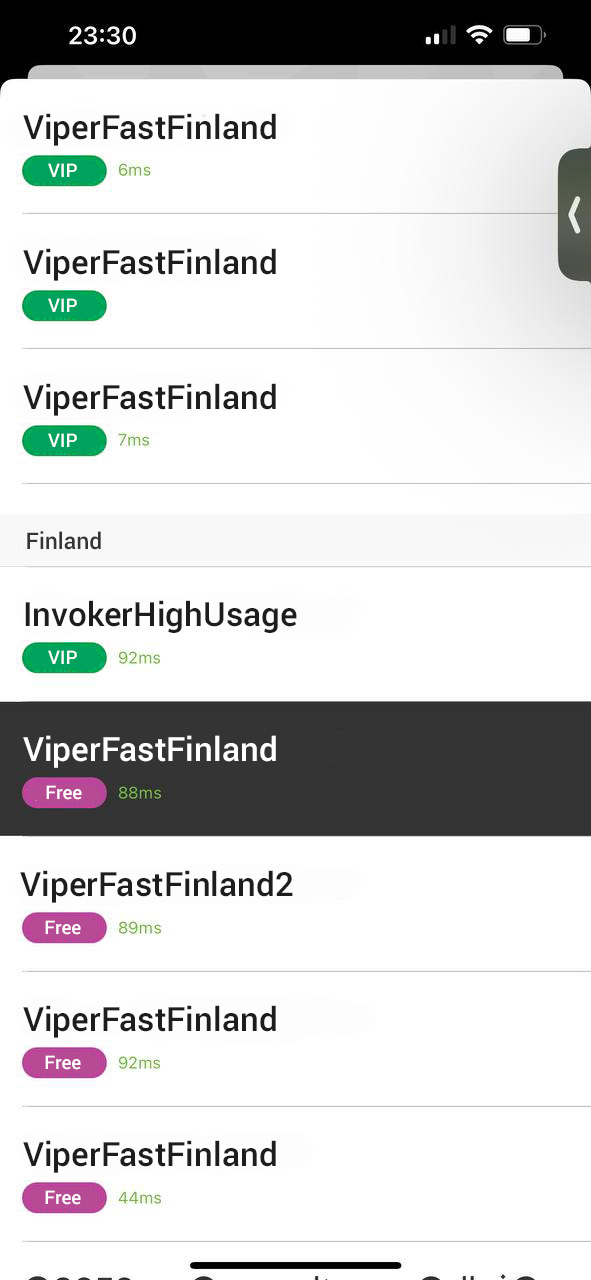 23:30
ViperFastFinland
VIP 6ms
ViperFastFinland
VIP
ViperFastFinland
VIP 7ms
Finland
InvokerHighUsage
VIP 92ms
ViperFastFinland
Free 88ms
ViperFastFinland2
Free 89ms
ViperFastFinland
Free 92ms
ViperFastFinland
Free 44ms